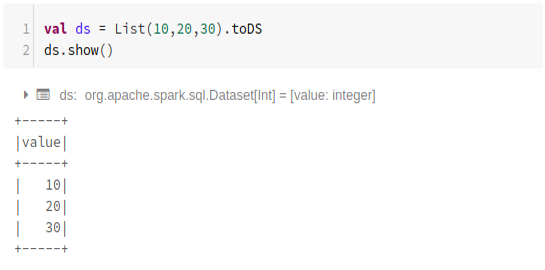 1 val ds = List(10,20,30).toDS
2 ds.show()
ds: org.apache.spark.sql.Dataset[Int] = [value: integer]
+-----+
|value|
+-----+
|   10|
|   20|
|   30|
+-----+